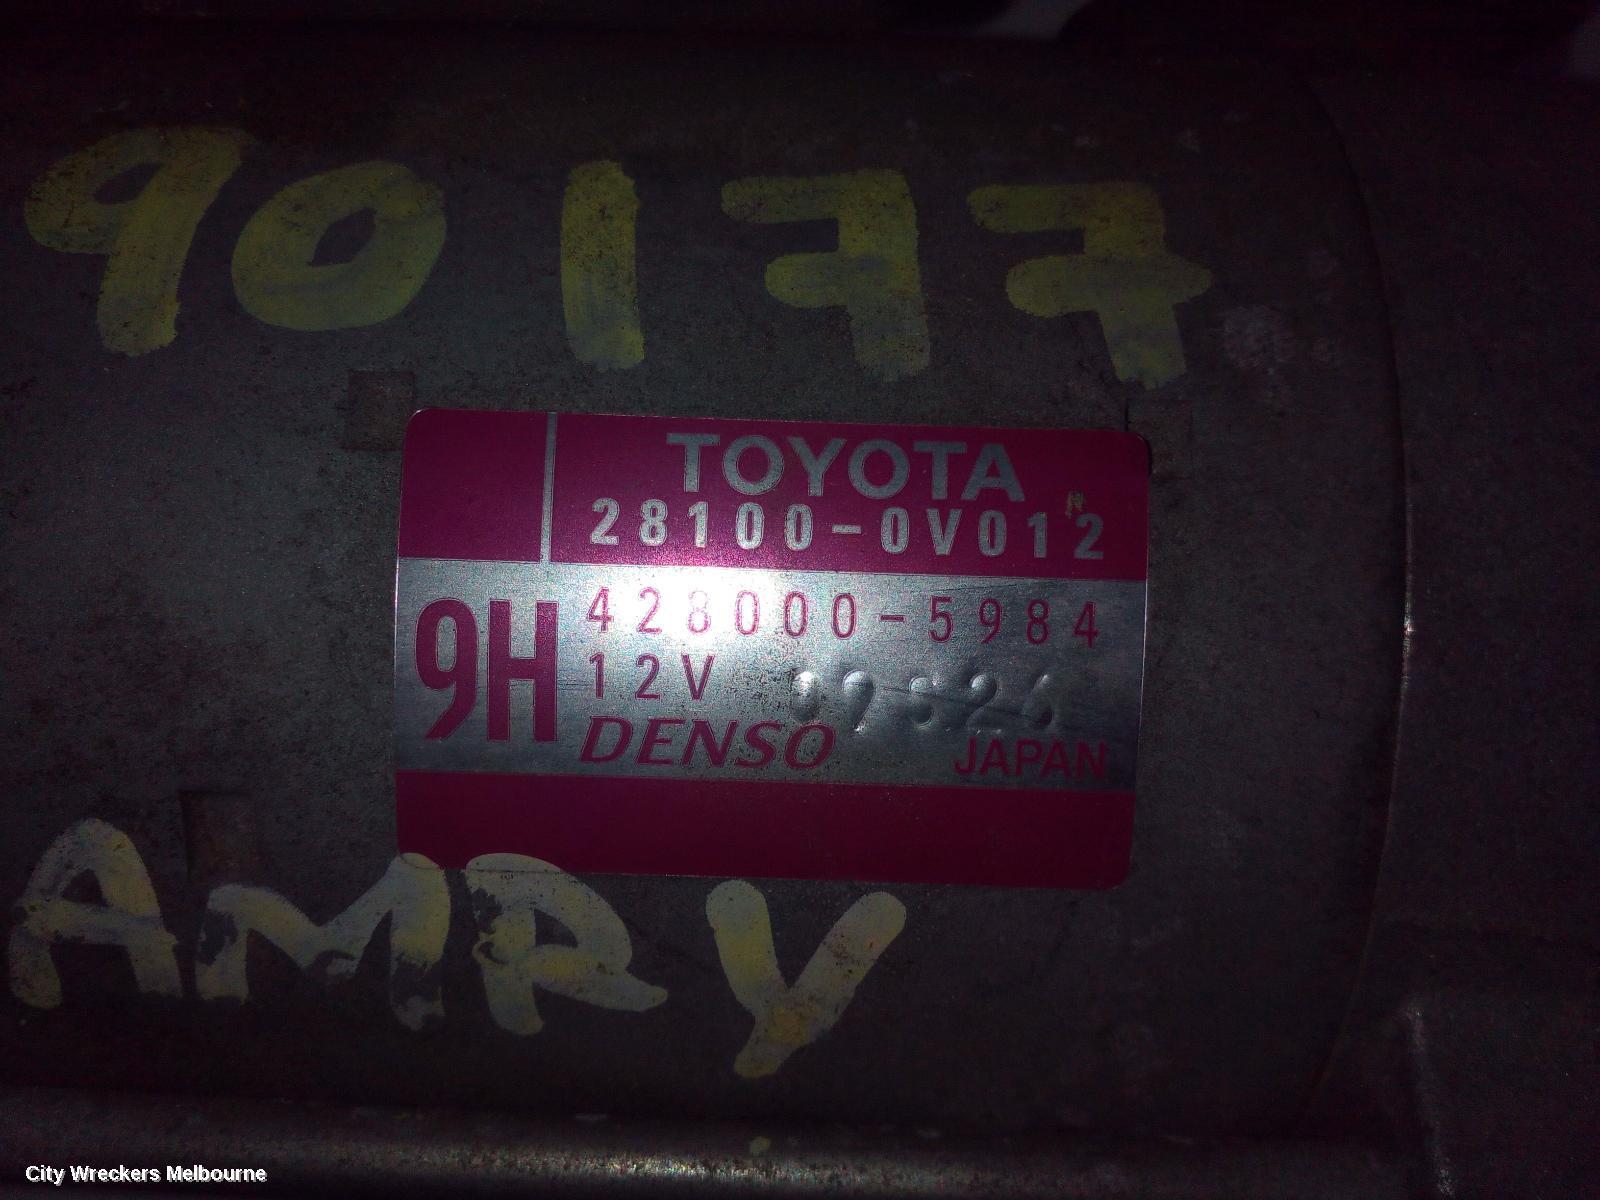 90177
TOYOTA
28100-0V012
9H
428000-5984
12V
DENSO
JAPAN
AMRY
City Wreckers Melbourne